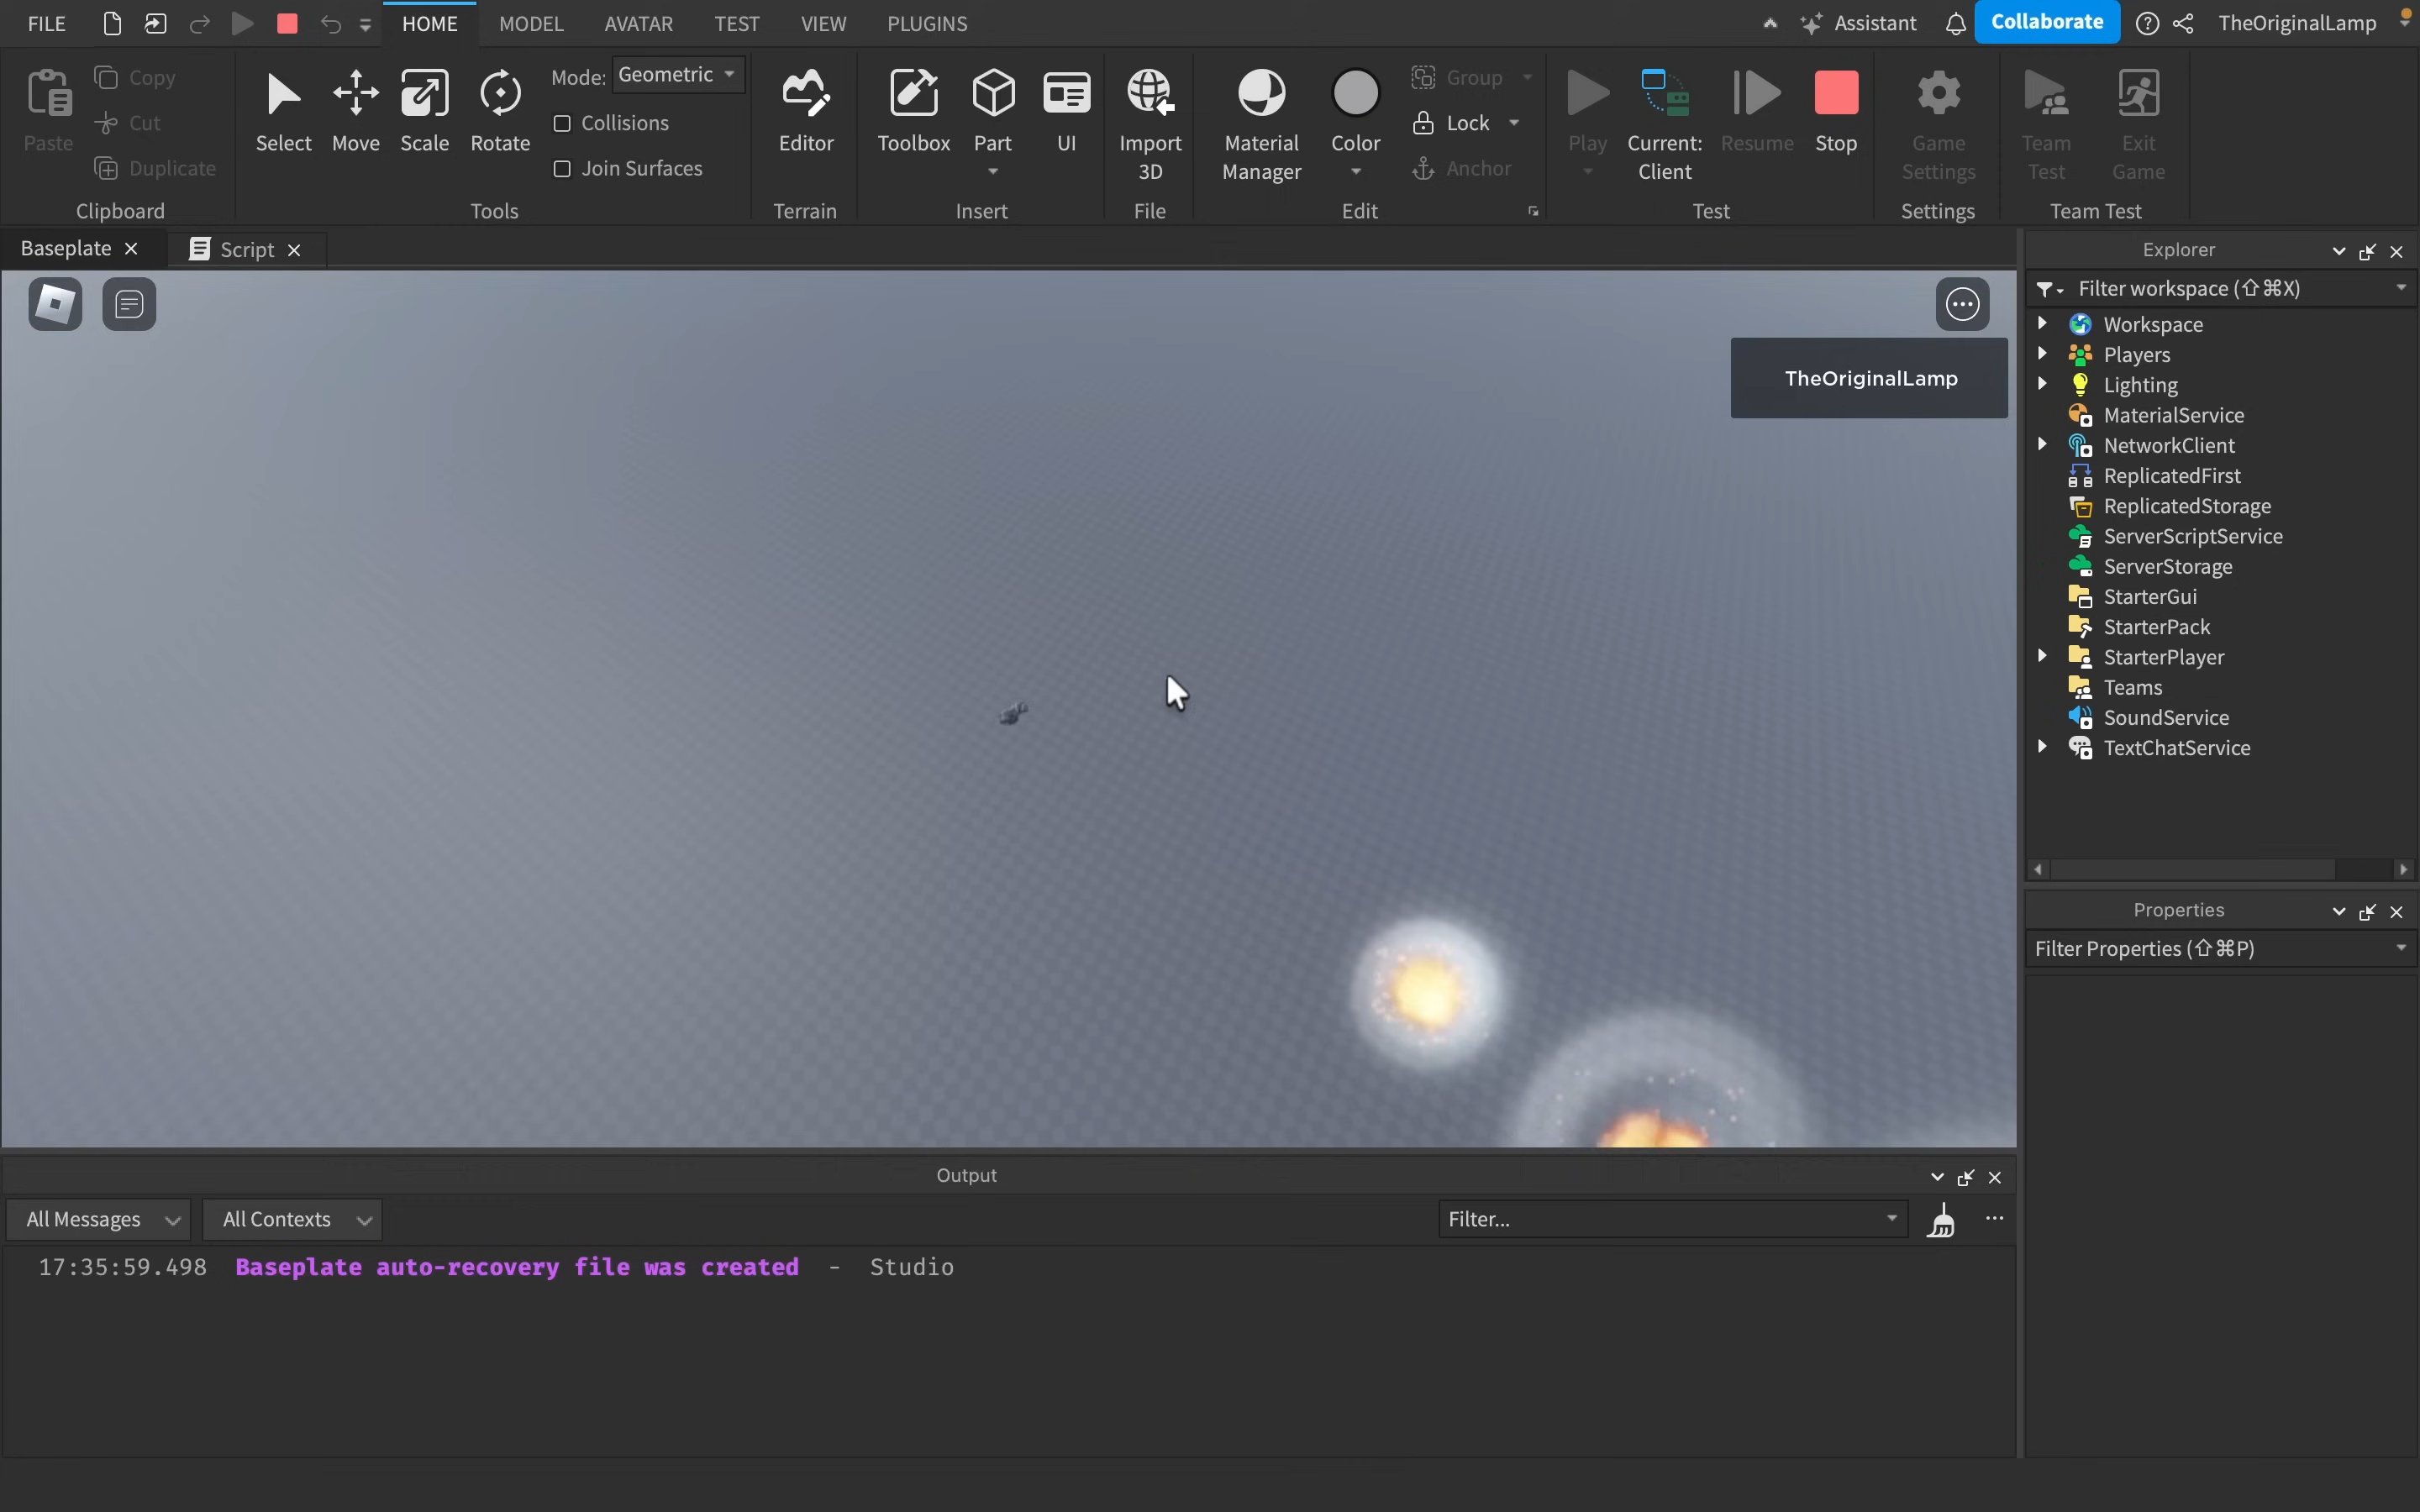 FILE
HOME
MODEL
AVATAR
TEST
VIEW
PLUGINS
Assistant
Collaborate
TheOriginalLamp
Paste
Copy
Cut
Duplicate
Clipboard
Select
Move
Scale
Rotate
Mode: Geometric
Collisions
Join Surfaces
Tools
Editor
Terrain
Toolbox
Part
UI
Insert
Import
3D
File
Material
Manager
Color
Group
Lock
Anchor
Edit
Play
Current:
Client
Resume
Stop
Test
Game
Settings
Settings
Team
Test
Exit
Game
Team Test
Baseplate
Script
TheOriginalLamp
Explorer
Filter workspace (⇧⌘X)
Workspace
Players
Lighting
MaterialService
NetworkClient
ReplicatedFirst
ReplicatedStorage
ServerScriptService
ServerStorage
StarterGui
StarterPack
StarterPlayer
Teams
SoundService
TextChatService
Properties
Filter Properties (⇧⌘P)
Output
All Messages
All Contexts
Filter...
17:35:59.498 Baseplate auto-recovery file was created - Studio